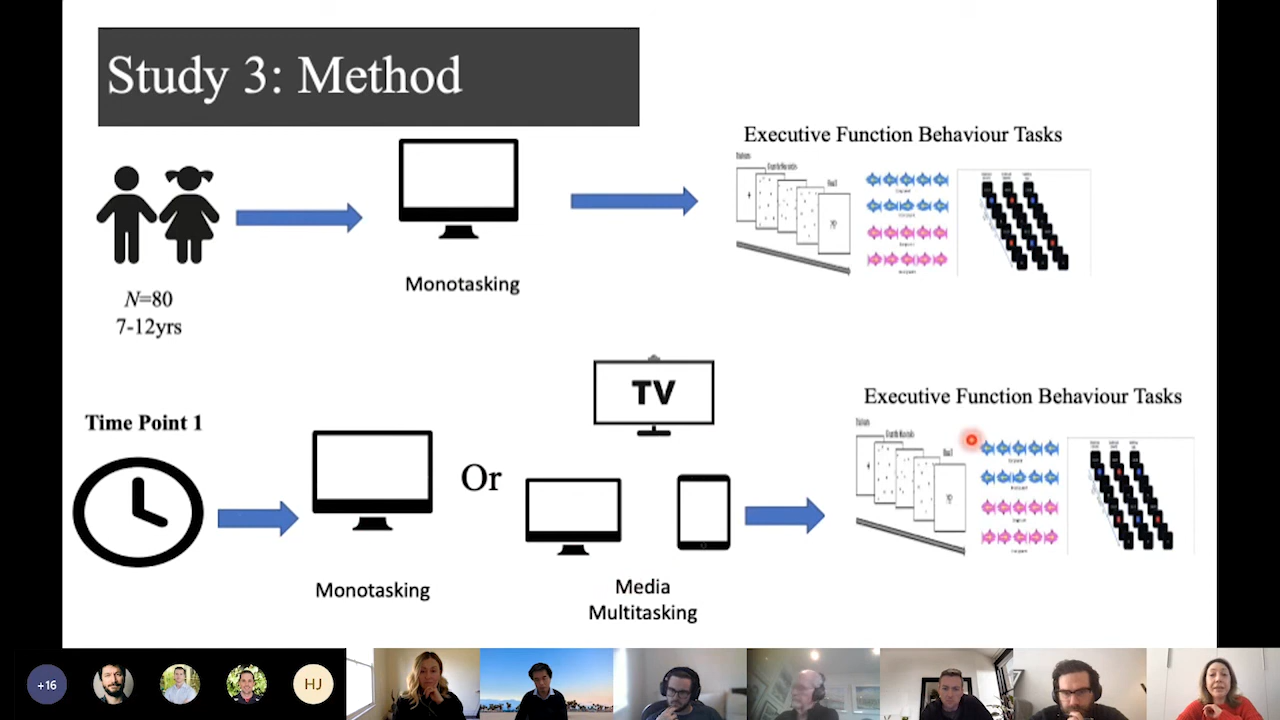 Study 3: Method
Executive Function Behaviour Tasks
Monotasking
N=80
7-12yrs
TV
Executive Function Behaviour Tasks
Time Point 1
Or
Monotasking
Media
Multitasking
+16
HJ